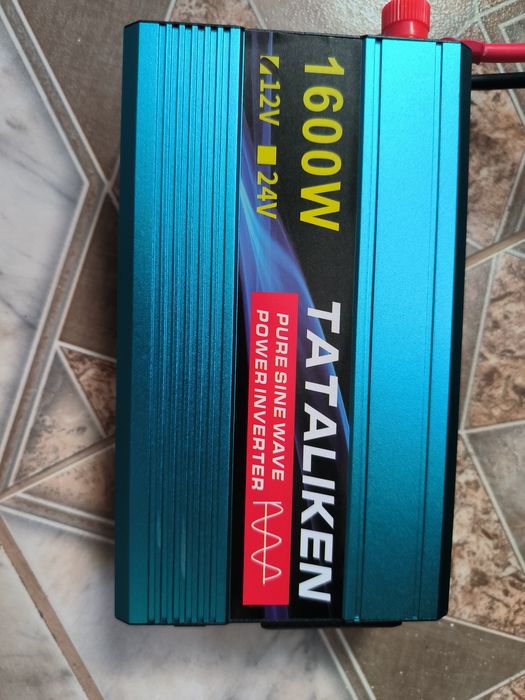 1600W
12V 24V
TATALIKEN
PURE SINE WAVE
POWER INVERTER